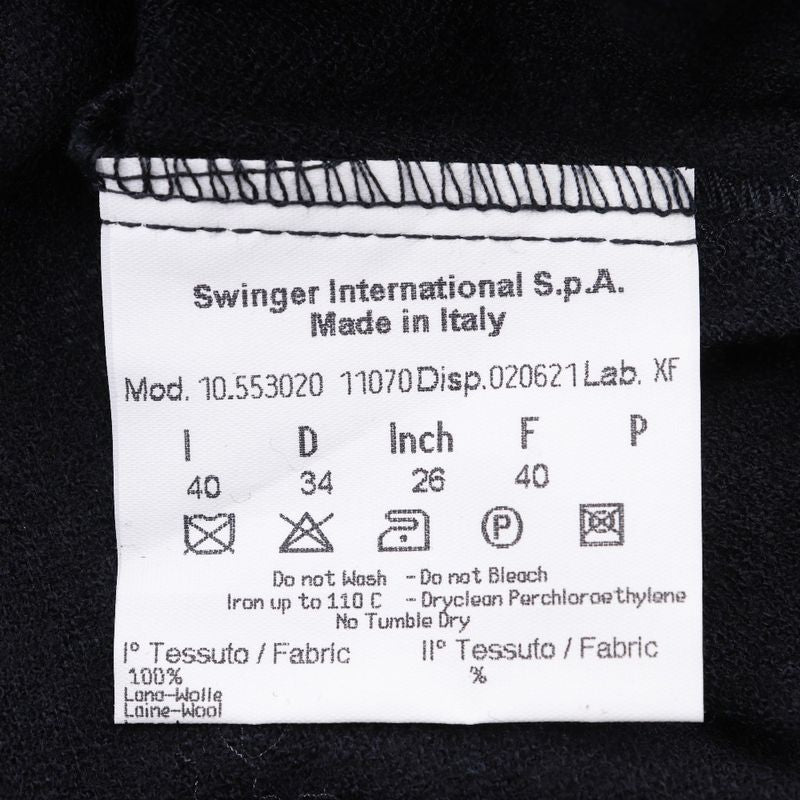 Swinger International S.p.A.
Made in Italy
Mod. 10.553020 11070 Disp.020621 Lab. XF
I D Inch F P
40 34 26 40
P
Do not Wash -Do not Bleach
Iron up to 110 C -Dryclean Perchloroethylene
No Tumble Dry
I° Tessuto / Fabric II° Tessuto / Fabric
100% %
Lana-Wolle
Laine-Wool